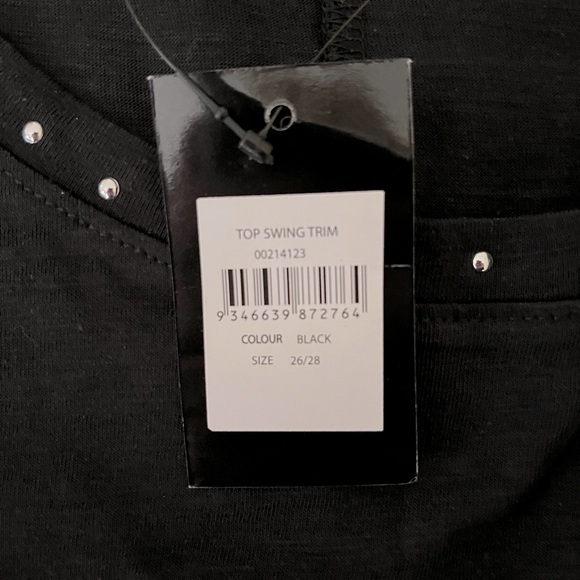 TOP SWING TRIM
00214123
9 346639 872764
COLOUR BLACK
SIZE 26/28